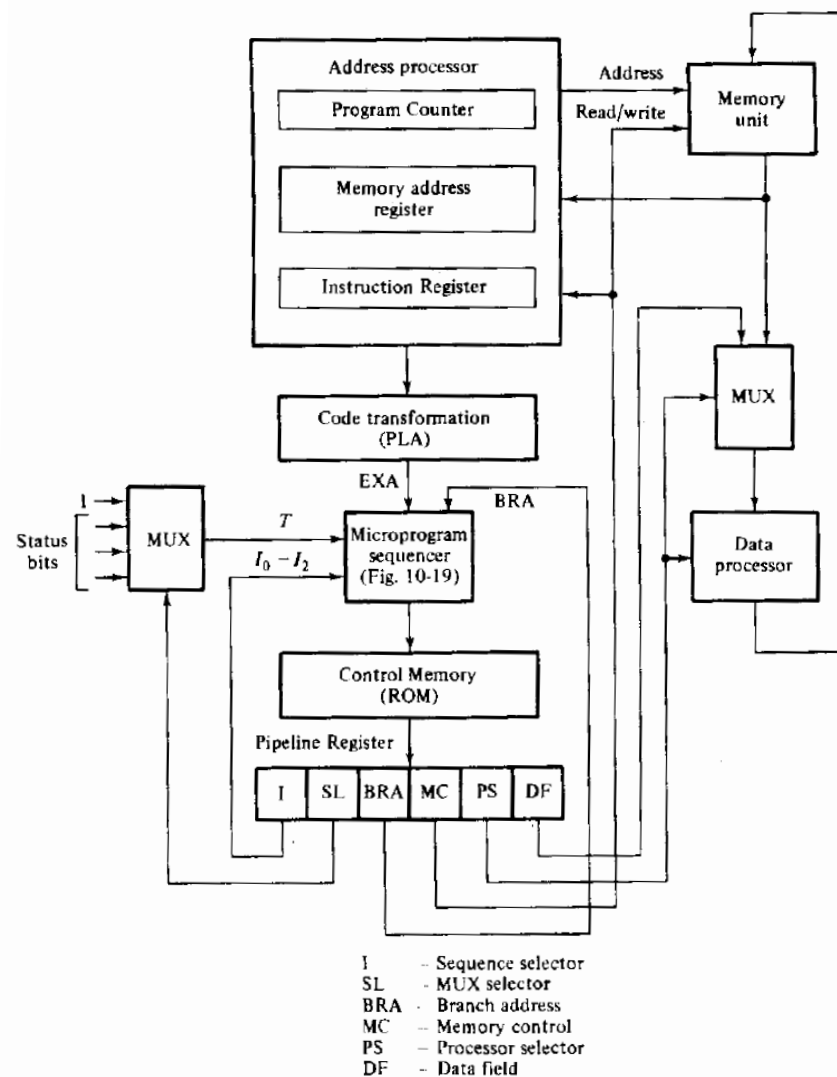 Address processor
Program Counter
Memory address
register
Instruction Register
Address
Read/write
Memory
unit
MUX
Code transformation
(PLA)
EXA
BRA
1
Status
bits
MUX
T
I₀ – I₂
Microprogram
sequencer
(Fig. 10-19)
Data
processor
Control Memory
(ROM)
Pipeline Register
I SL BRA MC PS DF
I – Sequence selector
SL - MUX selector
BRA - Branch address
MC – Memory control
PS – Processor selector
DF – Data field